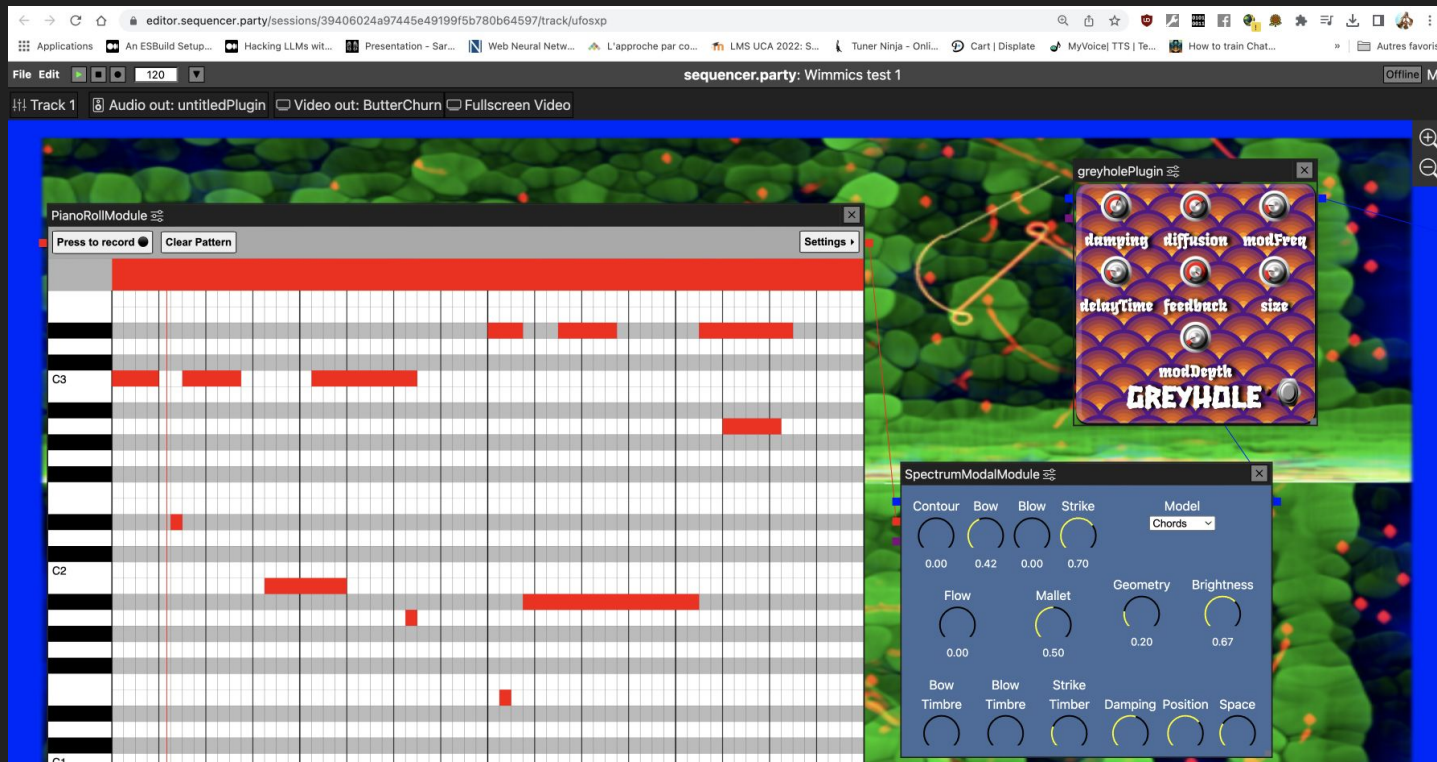 editor.sequencer.party/sessions/39406024a97445e49199f5b780b64597/track/ufosxp
Applications An ESBuild Setup... Hacking LLMs wit... Presentation - Sar... Web Neural Netw... L'approche par co... LMS UCA 2022: S... Tuner Ninja - Onli... Cart | Displate MyVoice| TTS | Te... How to train Chat... » Autres favoris
File Edit 120 sequencer.party: Wimmics test 1 Offline M
Track 1 Audio out: untitledPlugin Video out: ButterChurn Fullscreen Video
greyholePlugin
damping diffusion modFreq
delayTime feedback size
modDepth
GREYHOLE
PianoRollModule
Press to record Clear Pattern Settings
C3
C2
C1
SpectrumModalModule
Contour Bow Blow Strike Model
Chords
0.00 0.42 0.00 0.70
Flow Mallet Geometry Brightness
0.00 0.50 0.20 0.67
Bow Blow Strike
Timbre Timbre Timber Damping Position Space